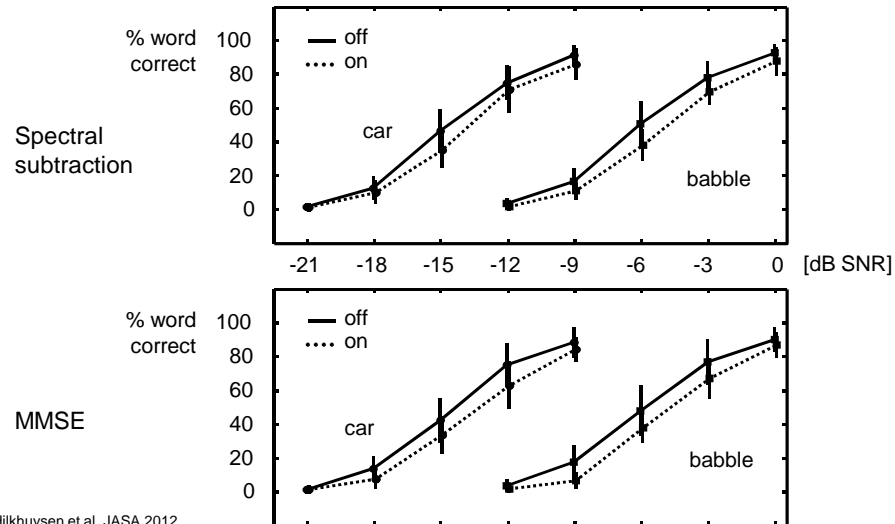 % word
correct
100
80
60
40
20
0
off
on
car
babble
Spectral
subtraction
-21 -18 -15 -12 -9 -6 -3 0 [dB SNR]
% word
correct
100
80
60
40
20
0
off
on
car
babble
MMSE
et al. JASA 2012